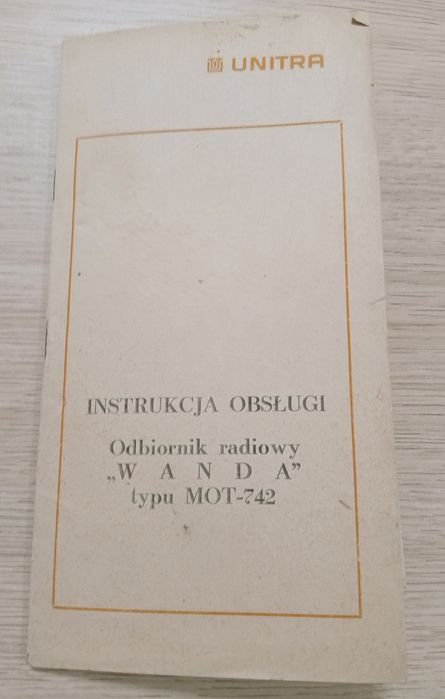 UNITRA
INSTRUKCJA OBSŁUGI
Odbiornik radiowy
„W A N D A”
typu MOT-742